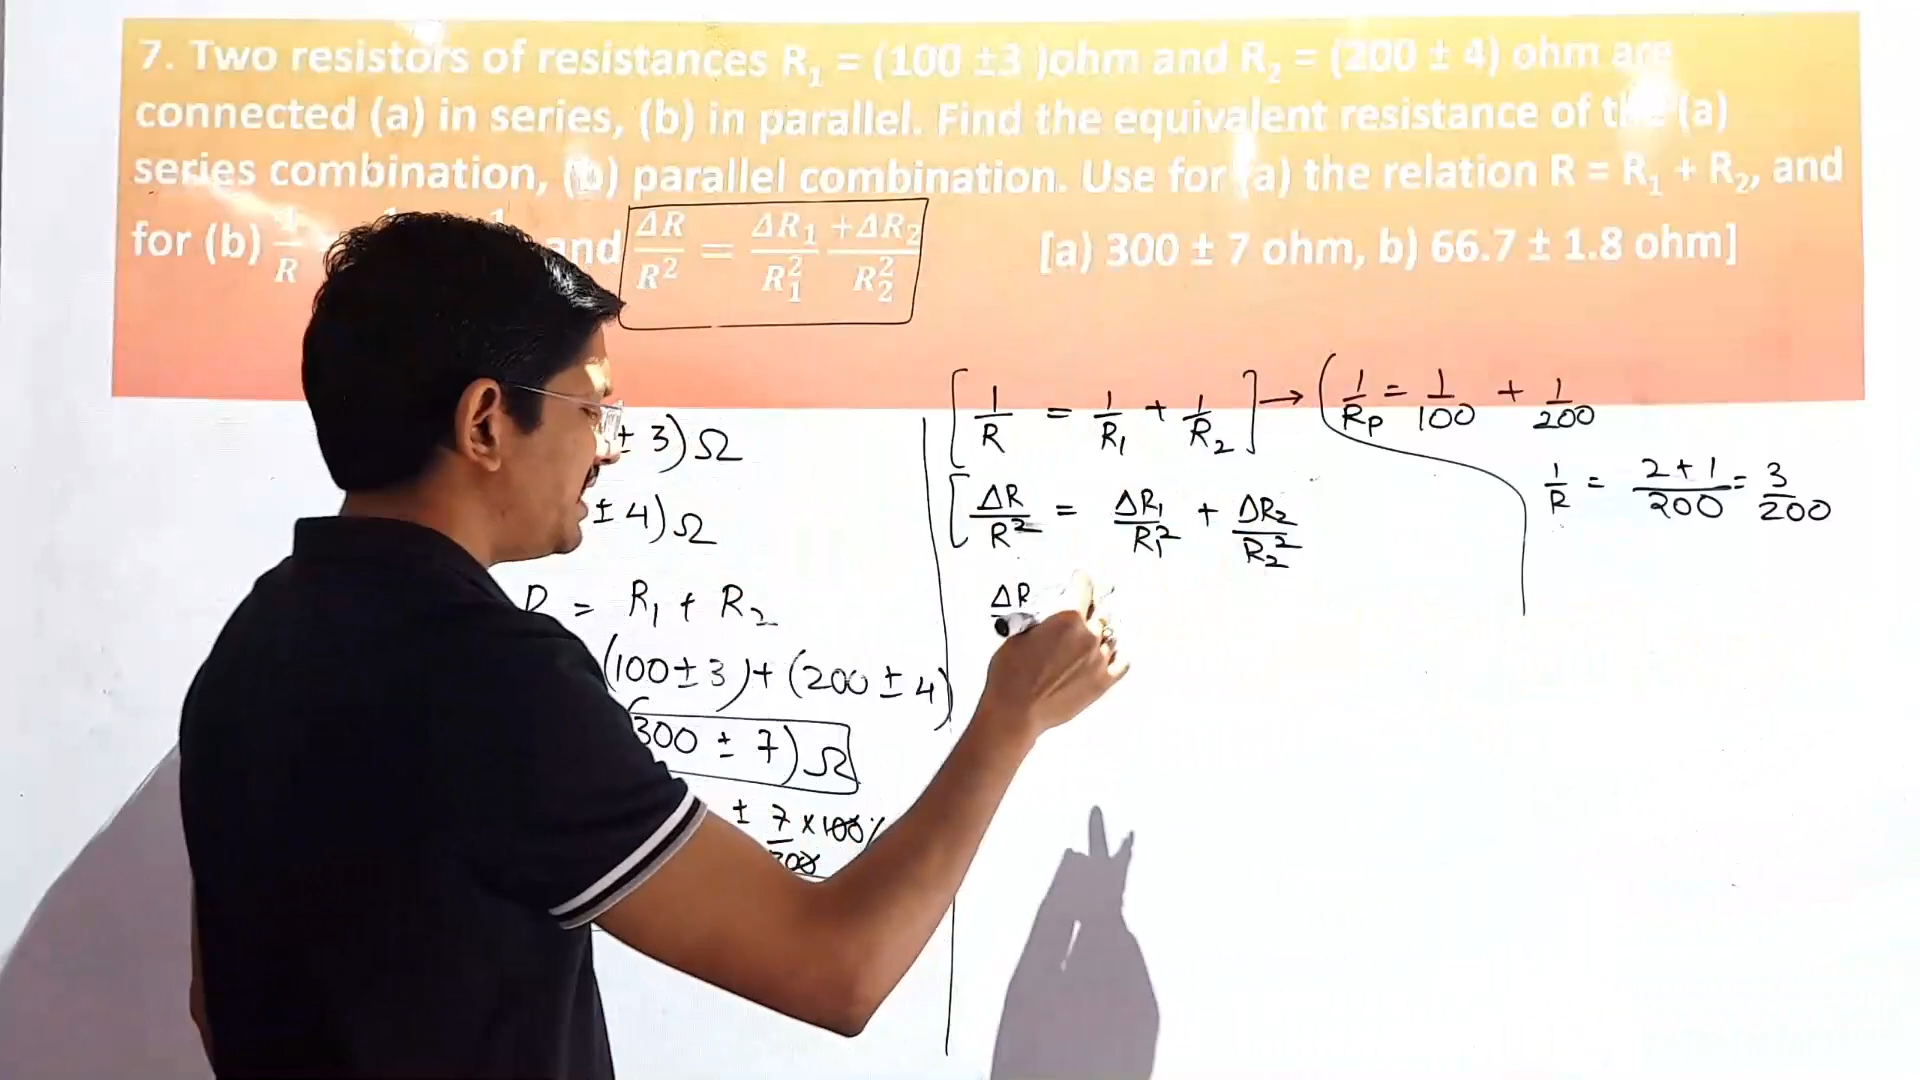 7. Two resistors of resistances R₁ = (100 ±3 )ohm and R₂ = (200 ± 4) ohm are
connected (a) in series, (b) in parallel. Find the equivalent resistance of the (a)
series combination, (b) parallel combination. Use for (a) the relation R = R₁ + R₂, and
for (b) 1/R and ΔR/R² = ΔR₁/R₁² +ΔR₂/R₂² [a) 300 ± 7 ohm, b) 66.7 ± 1.8 ohm]
± 3) Ω
± 4) Ω
R = R₁ + R₂
(100 ± 3) + (200 ± 4)
300 ± 7) Ω
± 7/300 × 100 %
[1/R = 1/R₁ + 1/R₂] → (1/Rp = 1/100 + 1/200
1/R = 2+1/200 = 3/200
[ΔR/R² = ΔR₁/R₁² + ΔR₂/R₂²
ΔR